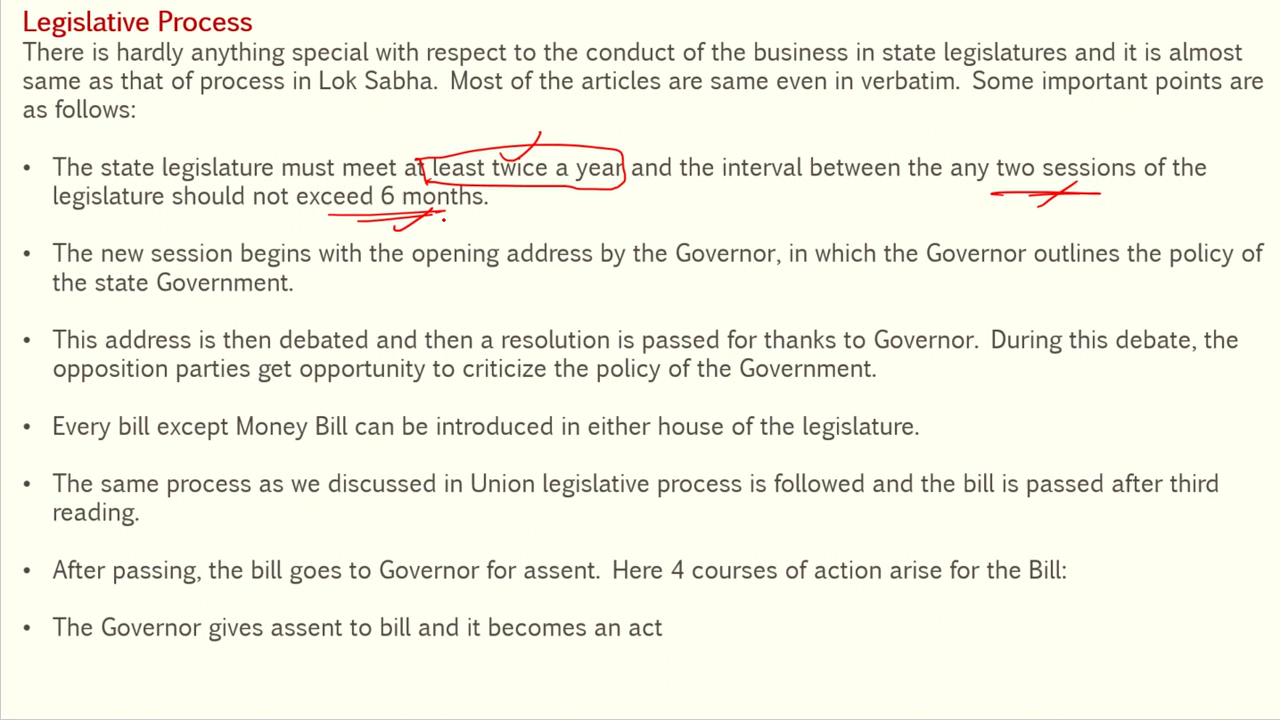 Legislative Process
There is hardly anything special with respect to the conduct of the business in state legislatures and it is almost
same as that of process in Lok Sabha. Most of the articles are same even in verbatim. Some important points are
as follows:
• The state legislature must meet at least twice a year and the interval between the any two sessions of the
legislature should not exceed 6 months.
• The new session begins with the opening address by the Governor, in which the Governor outlines the policy of
the state Government.
• This address is then debated and then a resolution is passed for thanks to Governor. During this debate, the
opposition parties get opportunity to criticize the policy of the Government.
• Every bill except Money Bill can be introduced in either house of the legislature.
• The same process as we discussed in Union legislative process is followed and the bill is passed after third
reading.
• After passing, the bill goes to Governor for assent. Here 4 courses of action arise for the Bill:
• The Governor gives assent to bill and it becomes an act